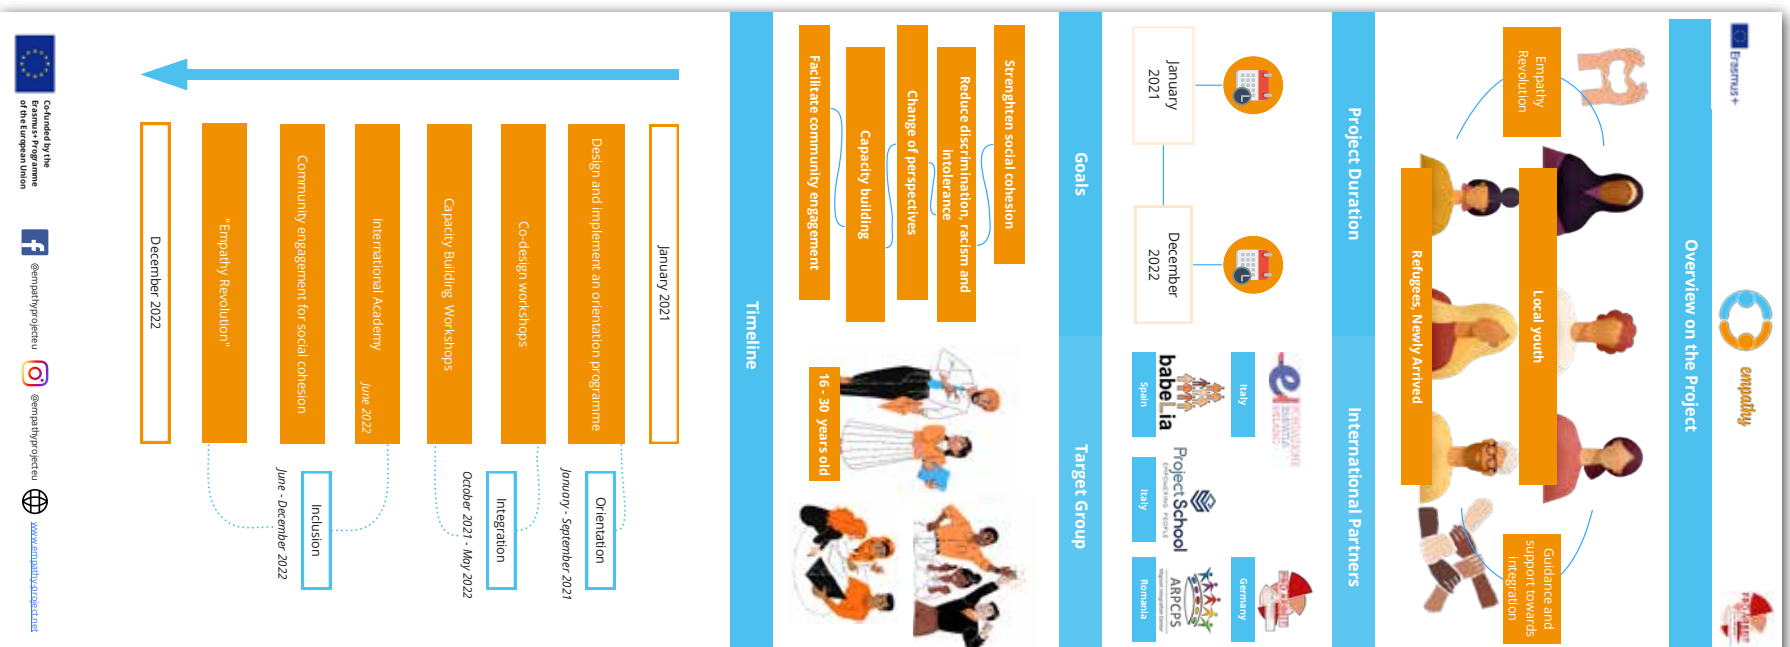 Erasmus+
empathy
Overview on the Project
Empathy
Revolution
Local youth
Refugees, Newly Arrived
Guidance and
support towards
integration
Project Duration
International Partners
January
2021
December
2022
Italy
babeLia
Spain
Project School
EMPOWERING PEOPLE
Italy
Germany
ARPCPS
Romania
Goals
Target Group
Strenghten social cohesion
Reduce discrimination, racism and
intolerance
Change of perspectives
Capacity building
Facilitate community engagement
16 - 30 years old
Timeline
January 2021
Design and implement an orientation programme
Orientation
January - September 2021
Co-design workshops
Capacity Building Workshops
Integration
October 2021 - May 2022
International Academy
June 2022
Community engagement for social cohesion
Inclusion
June - December 2022
"Empathy Revolution"
December 2022
Co-funded by the
Erasmus+ Programme
of the European Union
@empathyprojecteu
@empathyprojecteu
www.empathy-project.net